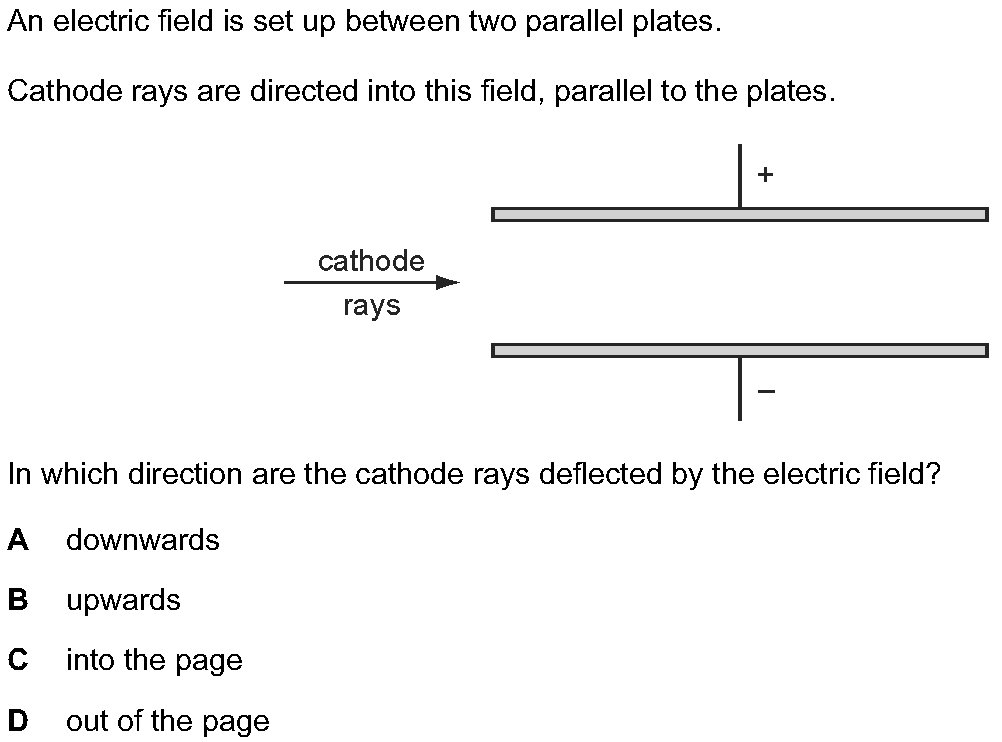 An electric field is set up between two parallel plates.
Cathode rays are directed into this field, parallel to the plates.
+
cathode
rays
–
In which direction are the cathode rays deflected by the electric field?
A downwards
B upwards
C into the page
D out of the page